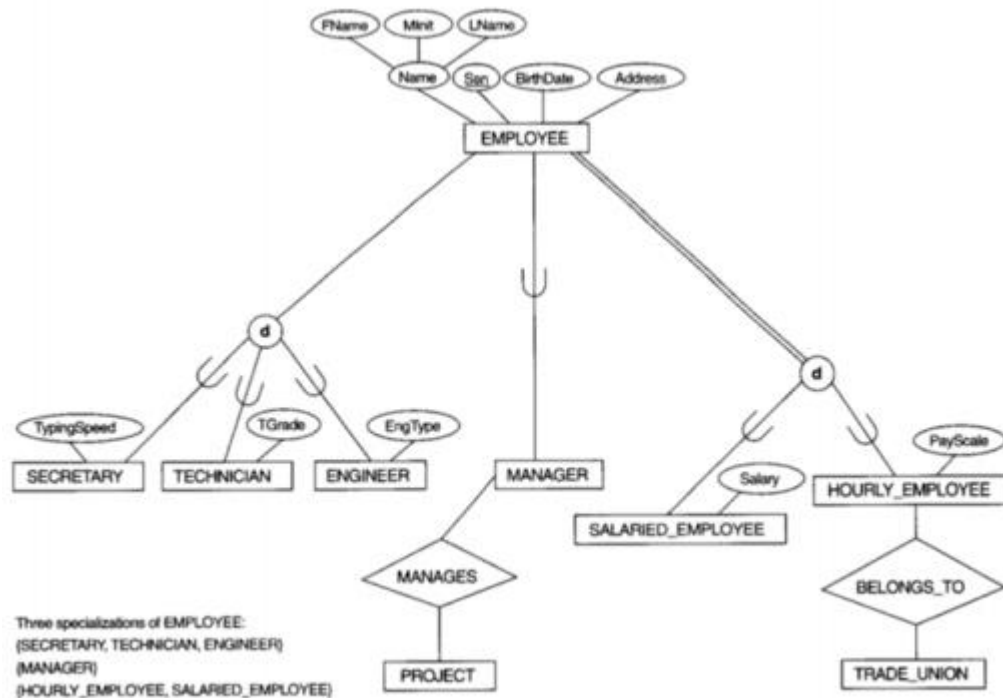 FName MInit LName
Name Ssn BirthDate Address
EMPLOYEE
d
d
TypingSpeed TGrade EngType PayScale
SECRETARY TECHNICIAN ENGINEER MANAGER Salary HOURLY_EMPLOYEE
SALARIED_EMPLOYEE
MANAGES BELONGS_TO
Three specializations of EMPLOYEE:
{SECRETARY, TECHNICIAN, ENGINEER}
{MANAGER}
{HOURLY_EMPLOYEE, SALARIED_EMPLOYEE}
PROJECT TRADE_UNION